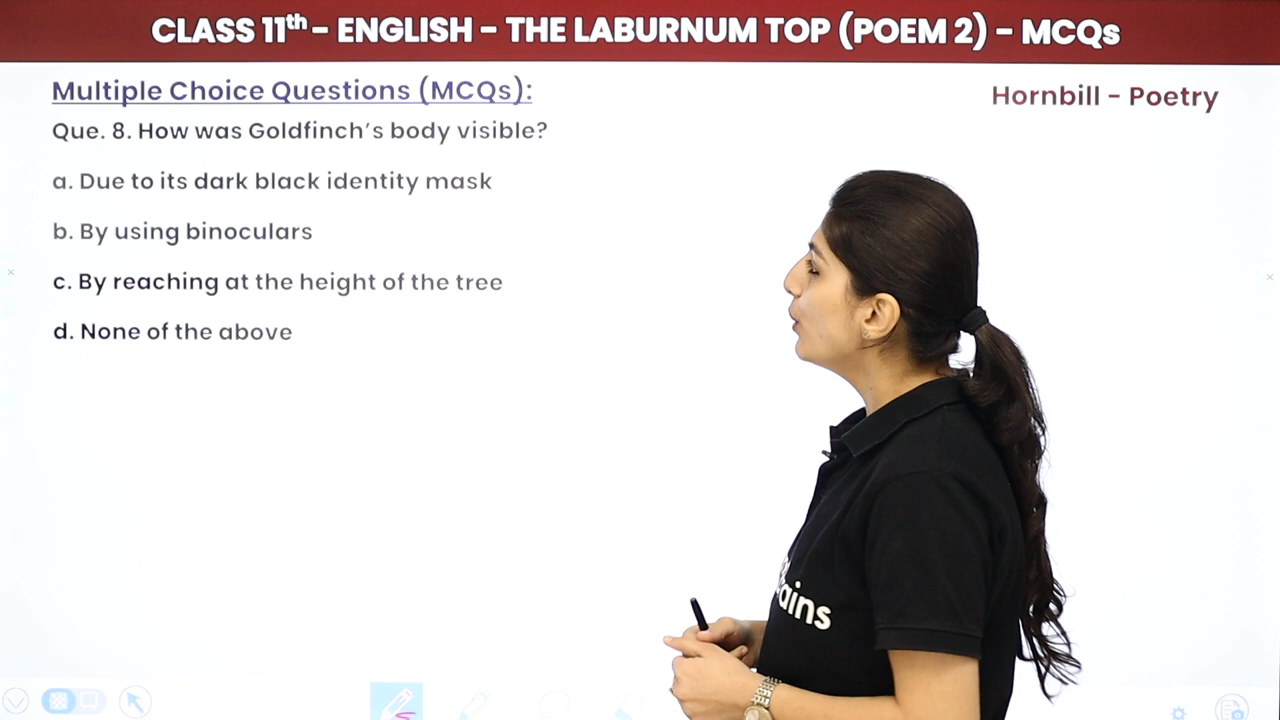 CLASS 11th – ENGLISH – THE LABURNUM TOP (POEM 2) – MCQs
Multiple Choice Questions (MCQs):
Hornbill – Poetry
Que. 8. How was Goldfinch's body visible?
a. Due to its dark black identity mask
b. By using binoculars
c. By reaching at the height of the tree
d. None of the above